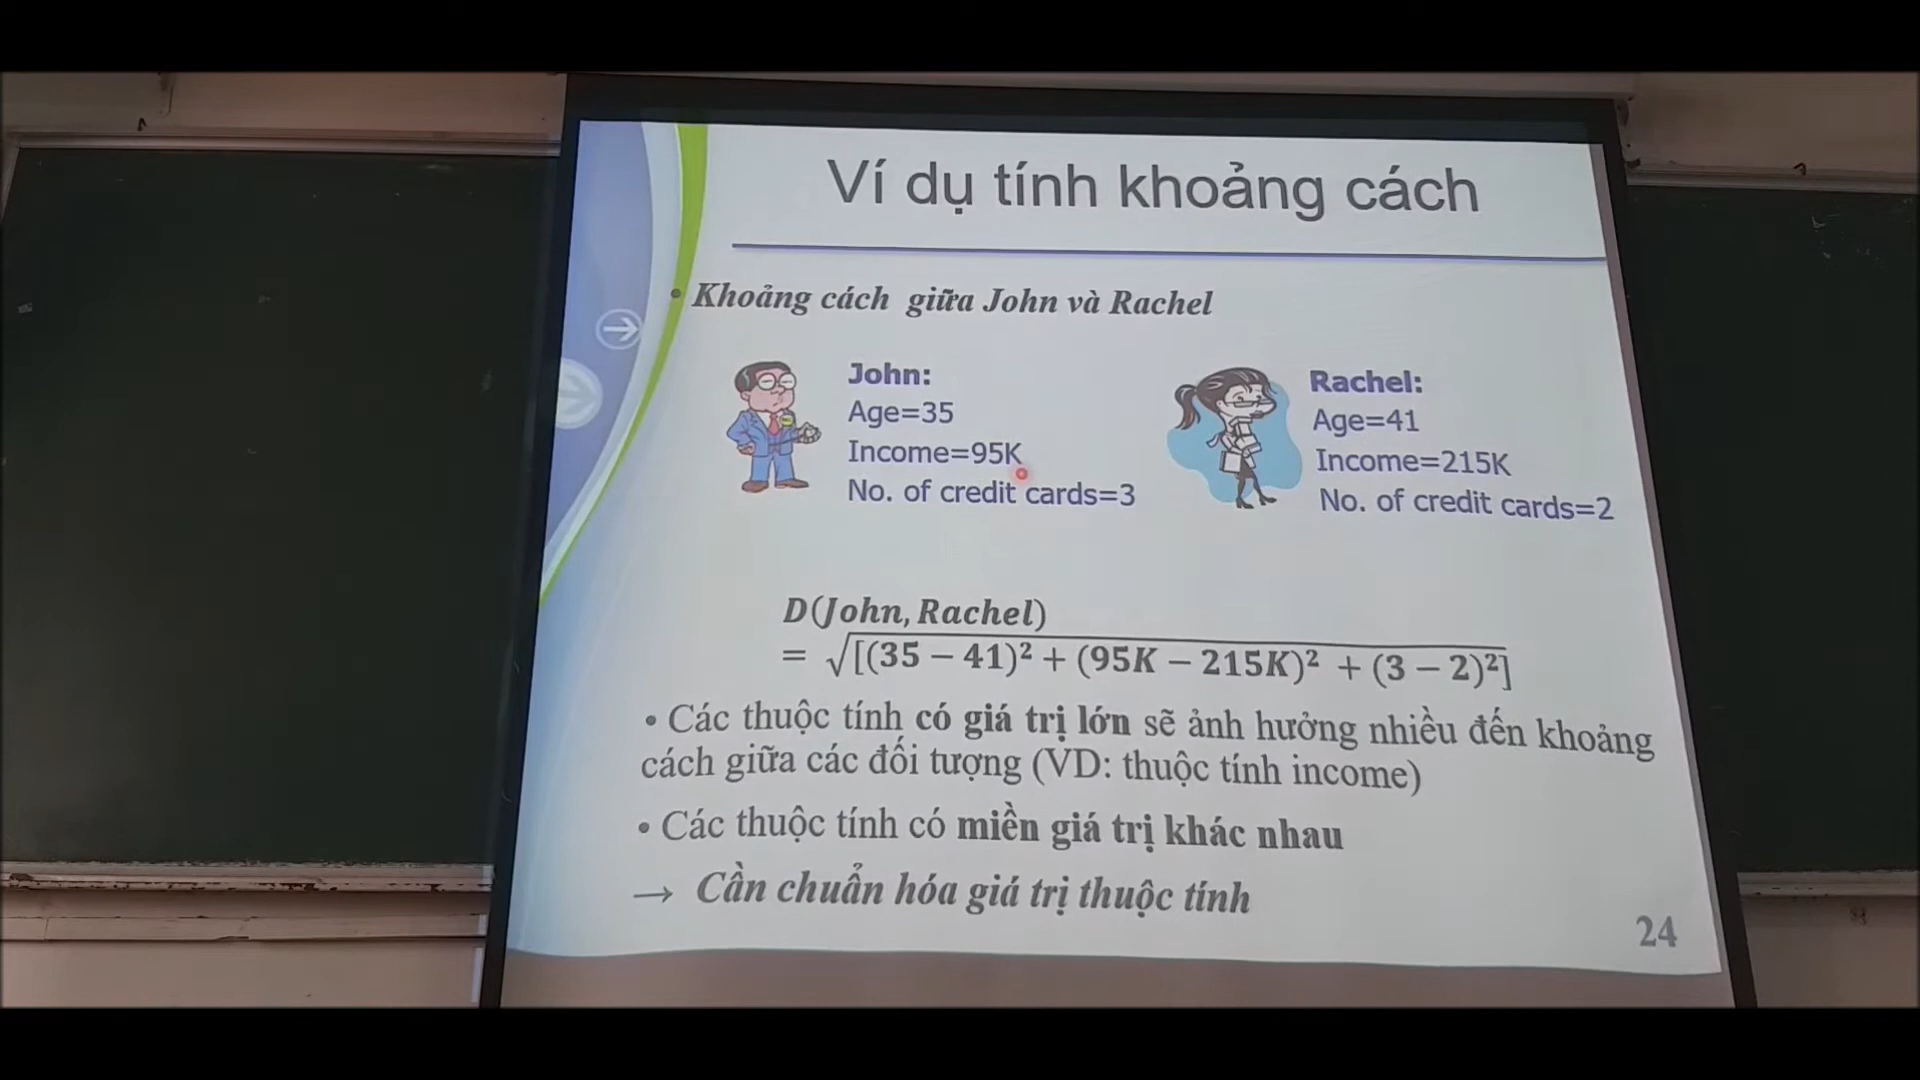 Ví dụ tính khoảng cách
• Khoảng cách giữa John và Rachel
John:
Age=35
Income=95K
No. of credit cards=3
Rachel:
Age=41
Income=215K
No. of credit cards=2
D(John, Rachel)
= √[(35 − 41)² + (95K − 215K)² + (3 − 2)²]
• Các thuộc tính có giá trị lớn sẽ ảnh hưởng nhiều đến khoảng
cách giữa các đối tượng (VD: thuộc tính income)
• Các thuộc tính có miền giá trị khác nhau
→ Cần chuẩn hóa giá trị thuộc tính
24